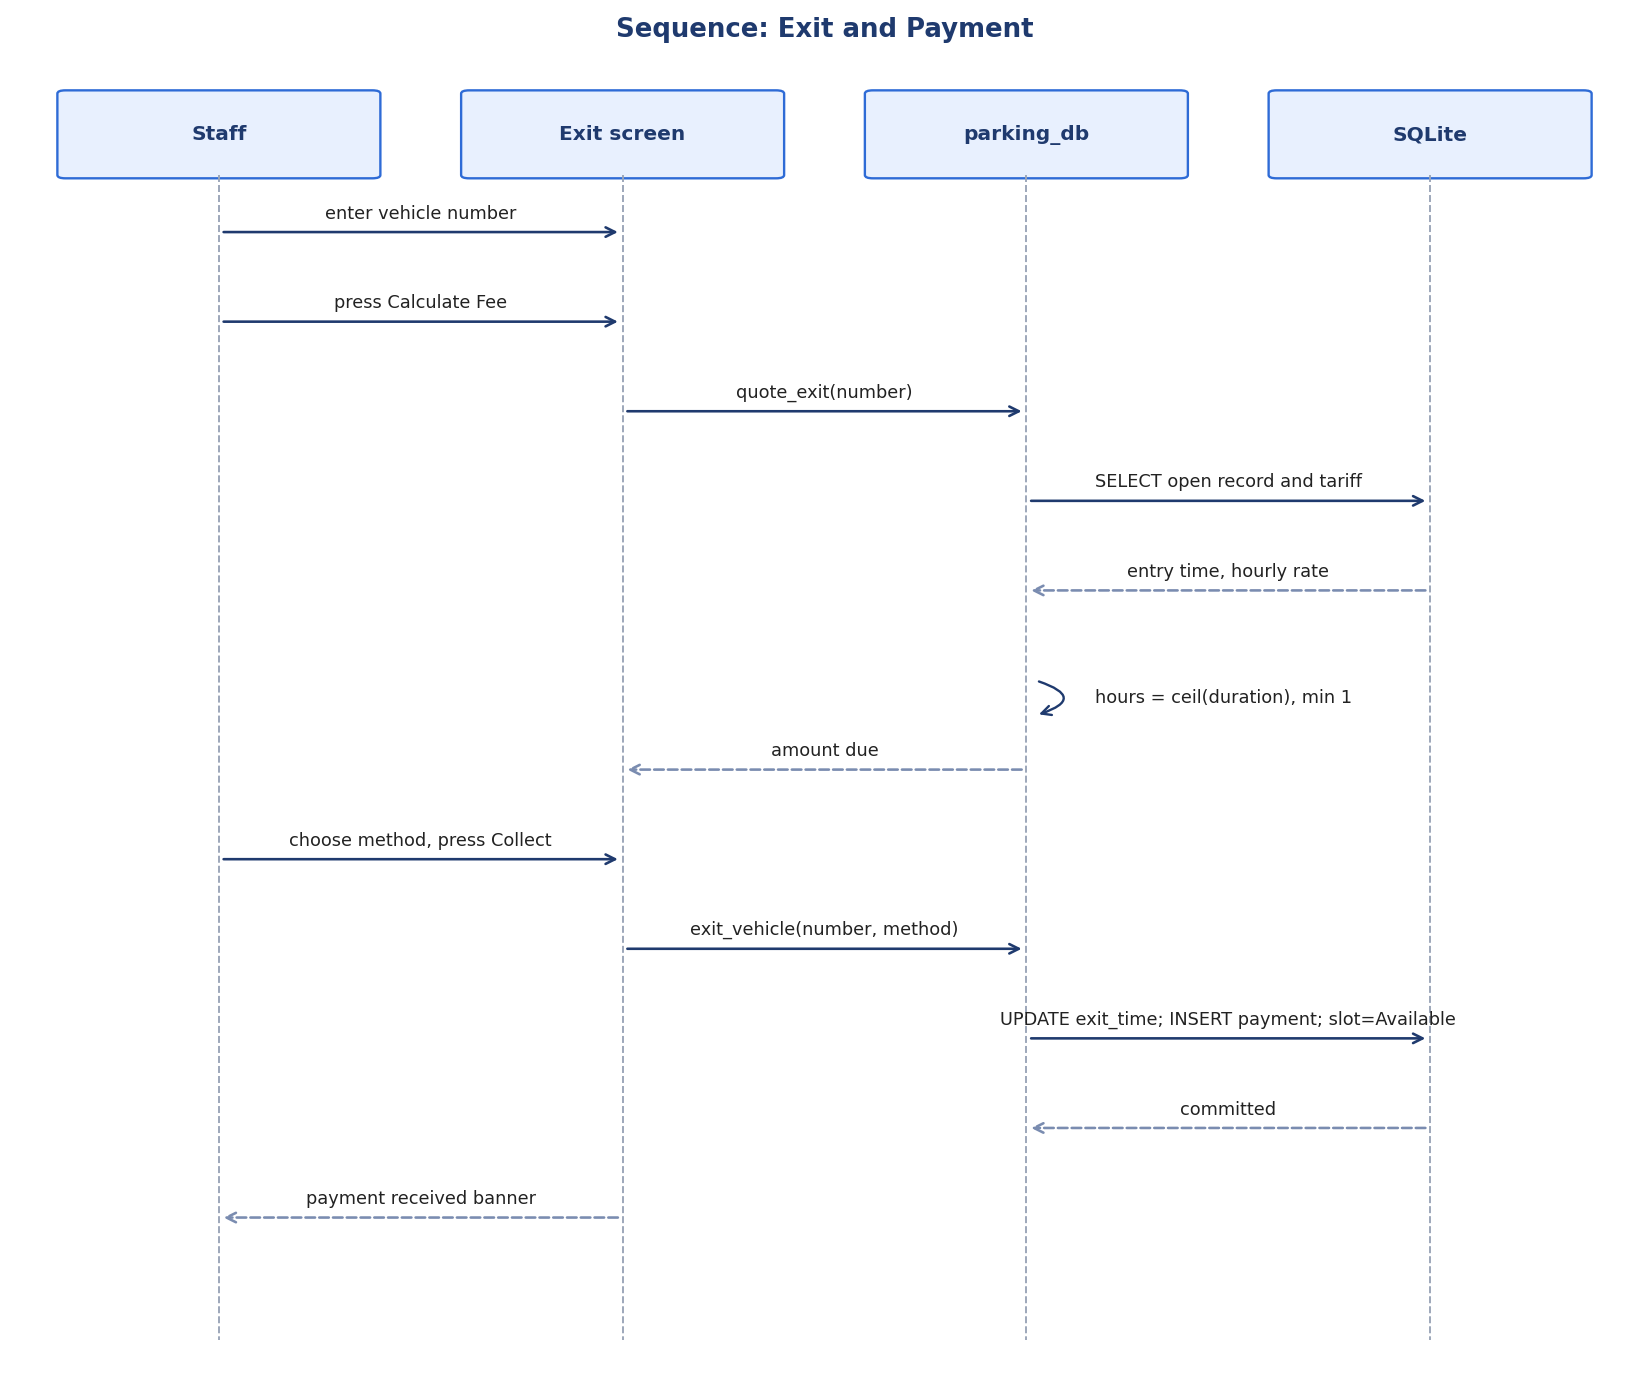 Sequence: Exit and Payment
Staff
Exit screen
parking_db
SQLite
enter vehicle number
press Calculate Fee
quote_exit(number)
SELECT open record and tariff
entry time, hourly rate
hours = ceil(duration), min 1
amount due
choose method, press Collect
exit_vehicle(number, method)
UPDATE exit_time; INSERT payment; slot=Available
committed
payment received banner